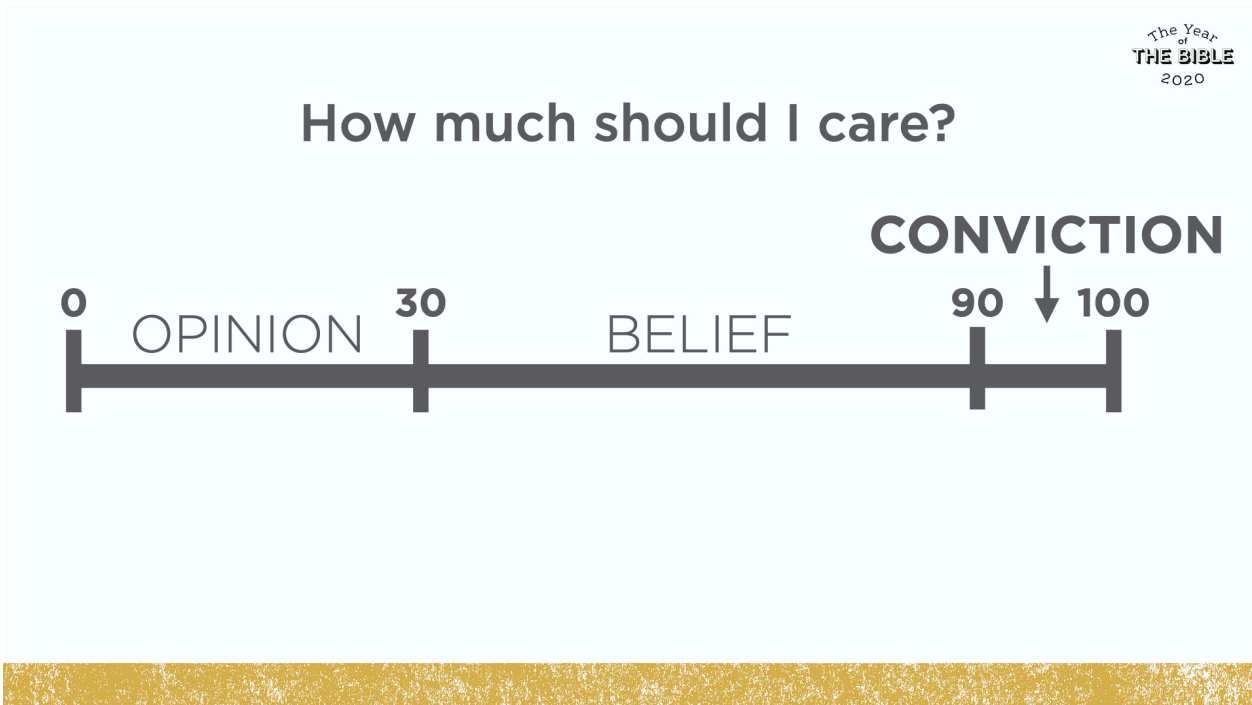 The Year
of
THE BIBLE
2020
How much should I care?
CONVICTION
0 30 90 100
OPINION BELIEF